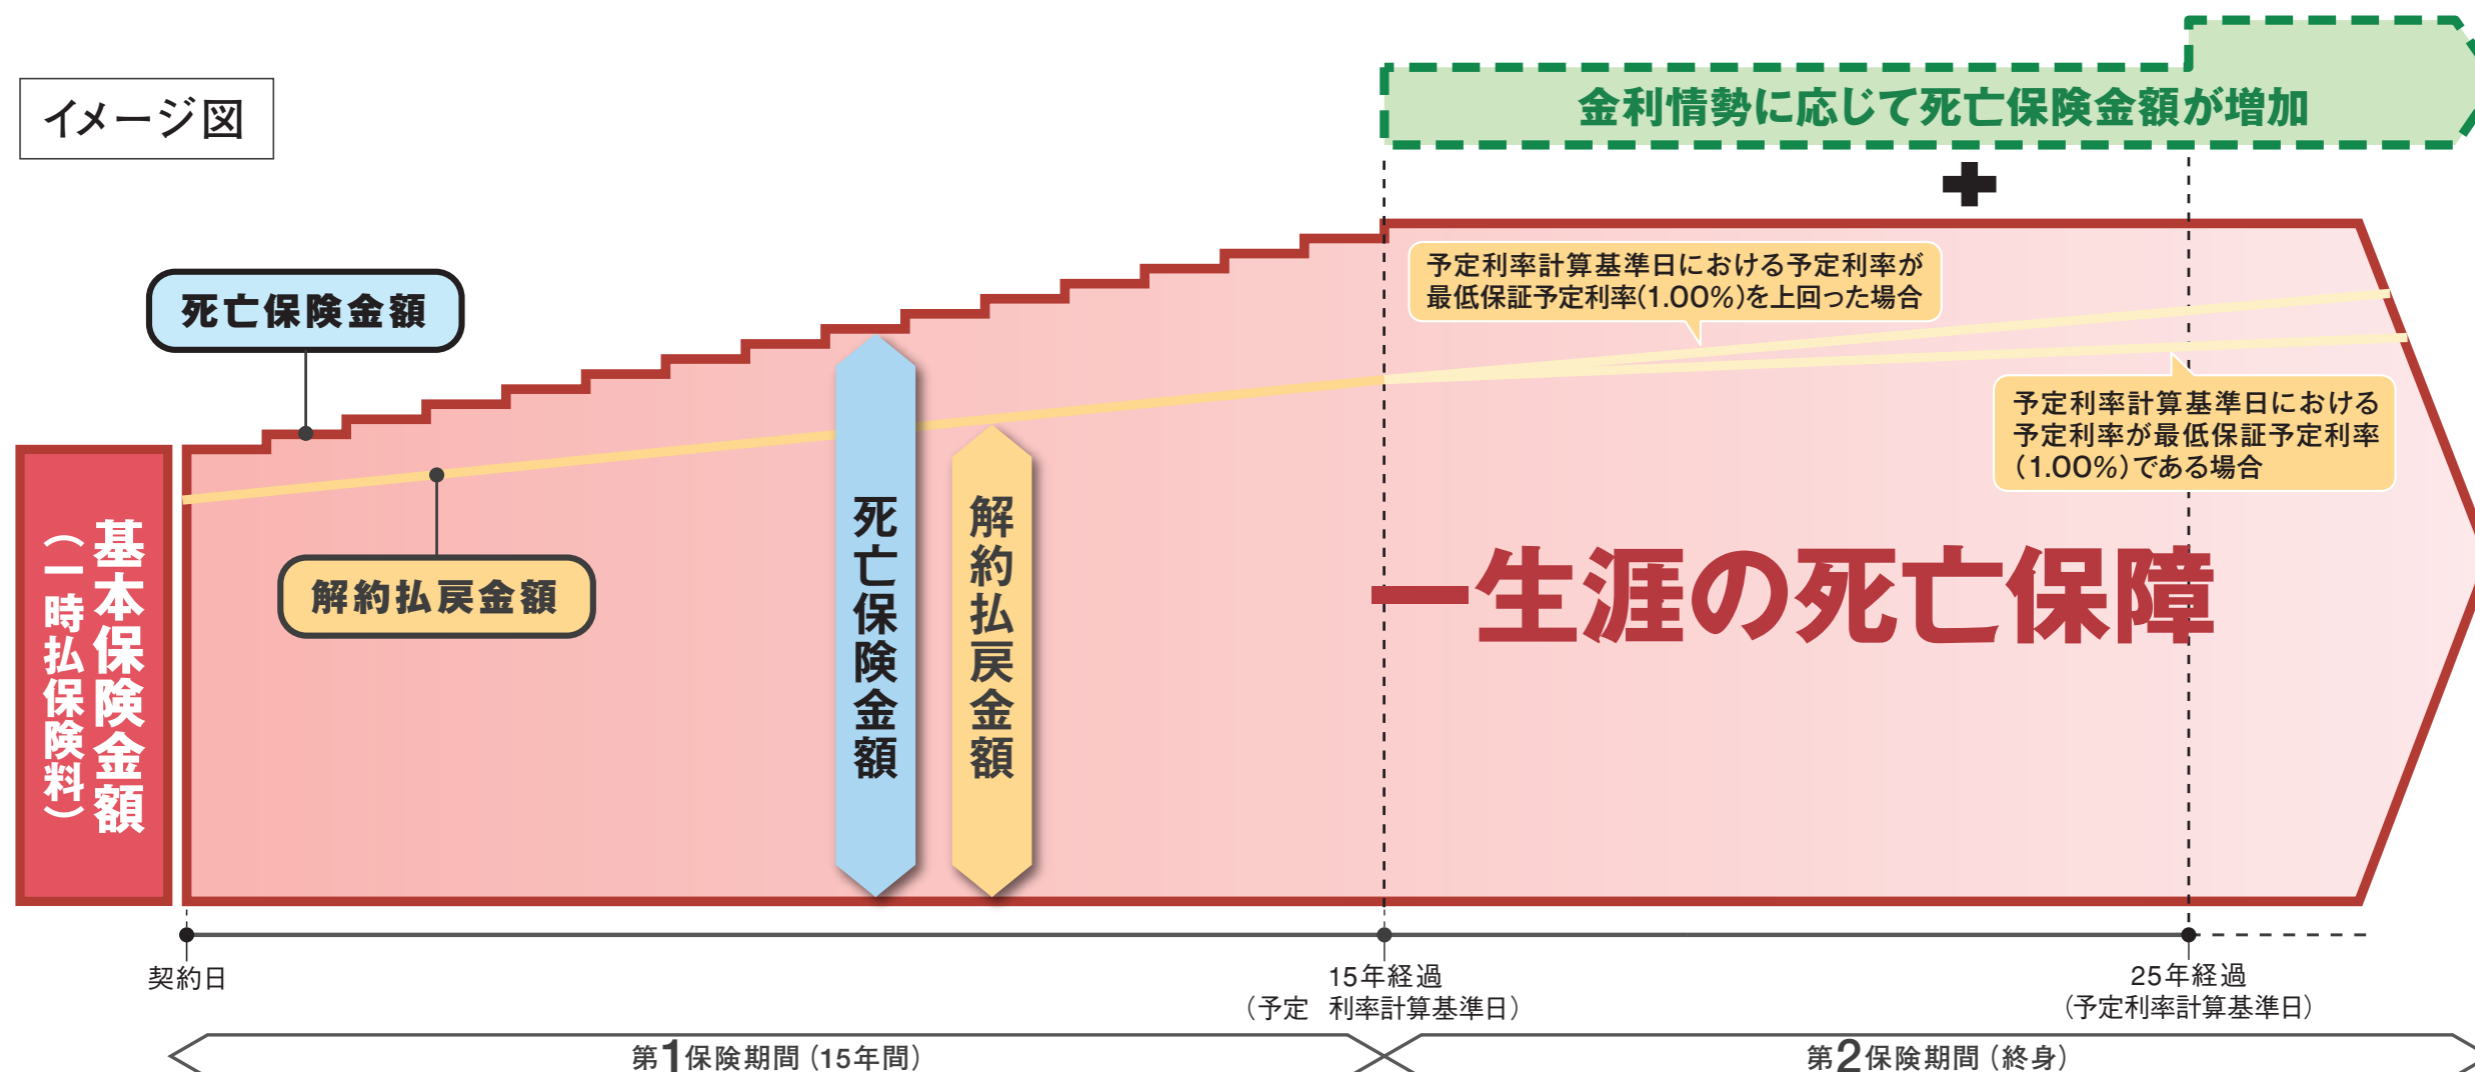 イメージ図
金利情勢に応じて死亡保険金額が増加
死亡保険金額
予定利率計算基準日における予定利率が
最低保証予定利率(1.00%)を上回った場合
予定利率計算基準日における
予定利率が最低保証予定利率
(1.00%)である場合
基本保険金額
(一時払保険料)
解約払戻金額
死亡保険金額
解約払戻金額
一生涯の死亡保障
契約日
15年経過
(予定 利率計算基準日)
25年経過
(予定利率計算基準日)
第1保険期間(15年間)
第2保険期間(終身)